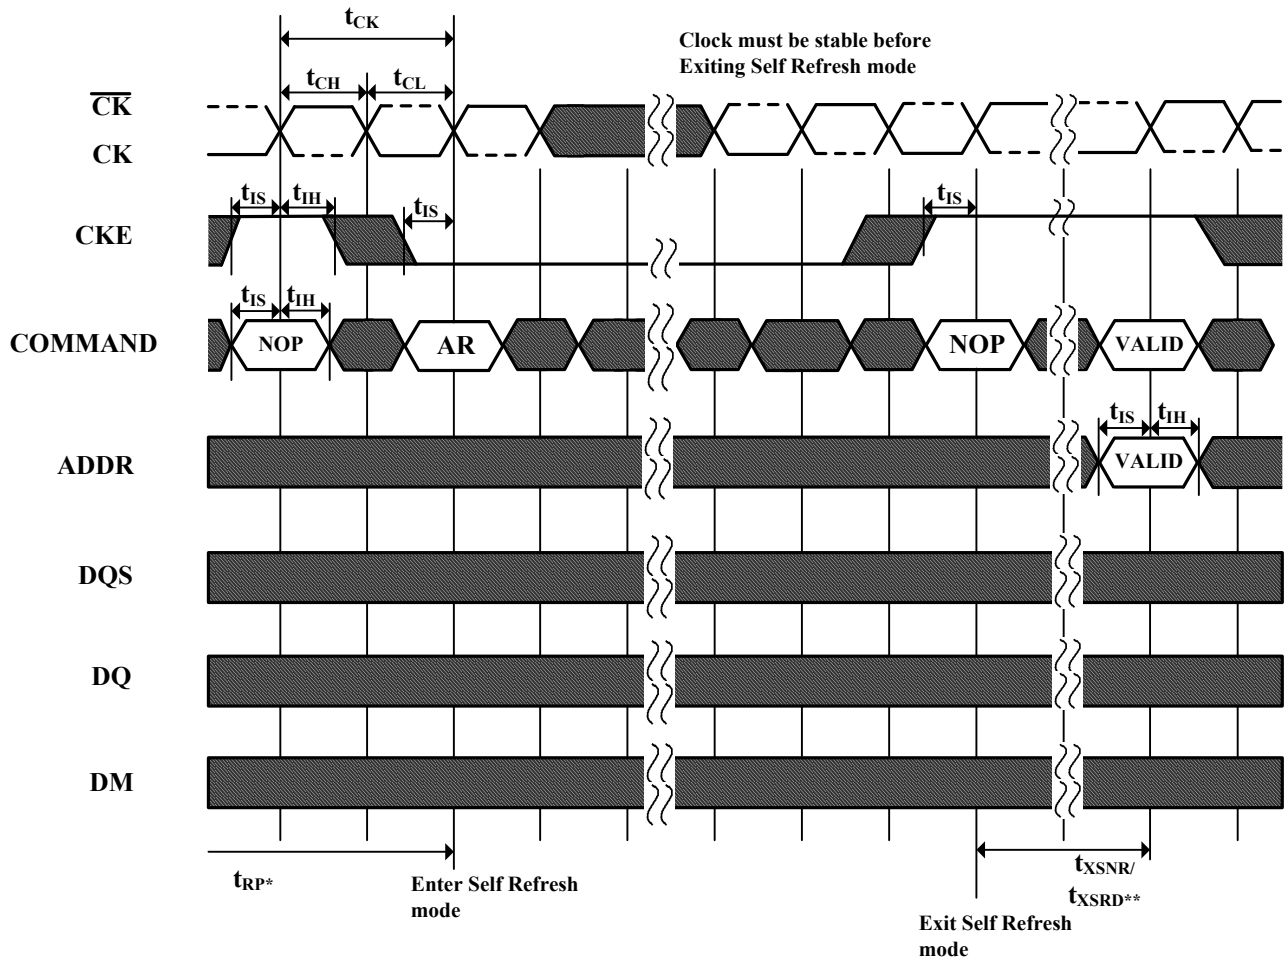 tCK
Clock must be stable before
Exiting Self Refresh mode
tCH
tCL
CK
CK
tIS
tIH
tIS
tIS
CKE
tIS
tIH
COMMAND
NOP
AR
NOP
VALID
tIS
tIH
ADDR
VALID
DQS
DQ
DM
tRP*
Enter Self Refresh
mode
tXSNR/
tXSRD**
Exit Self Refresh
mode